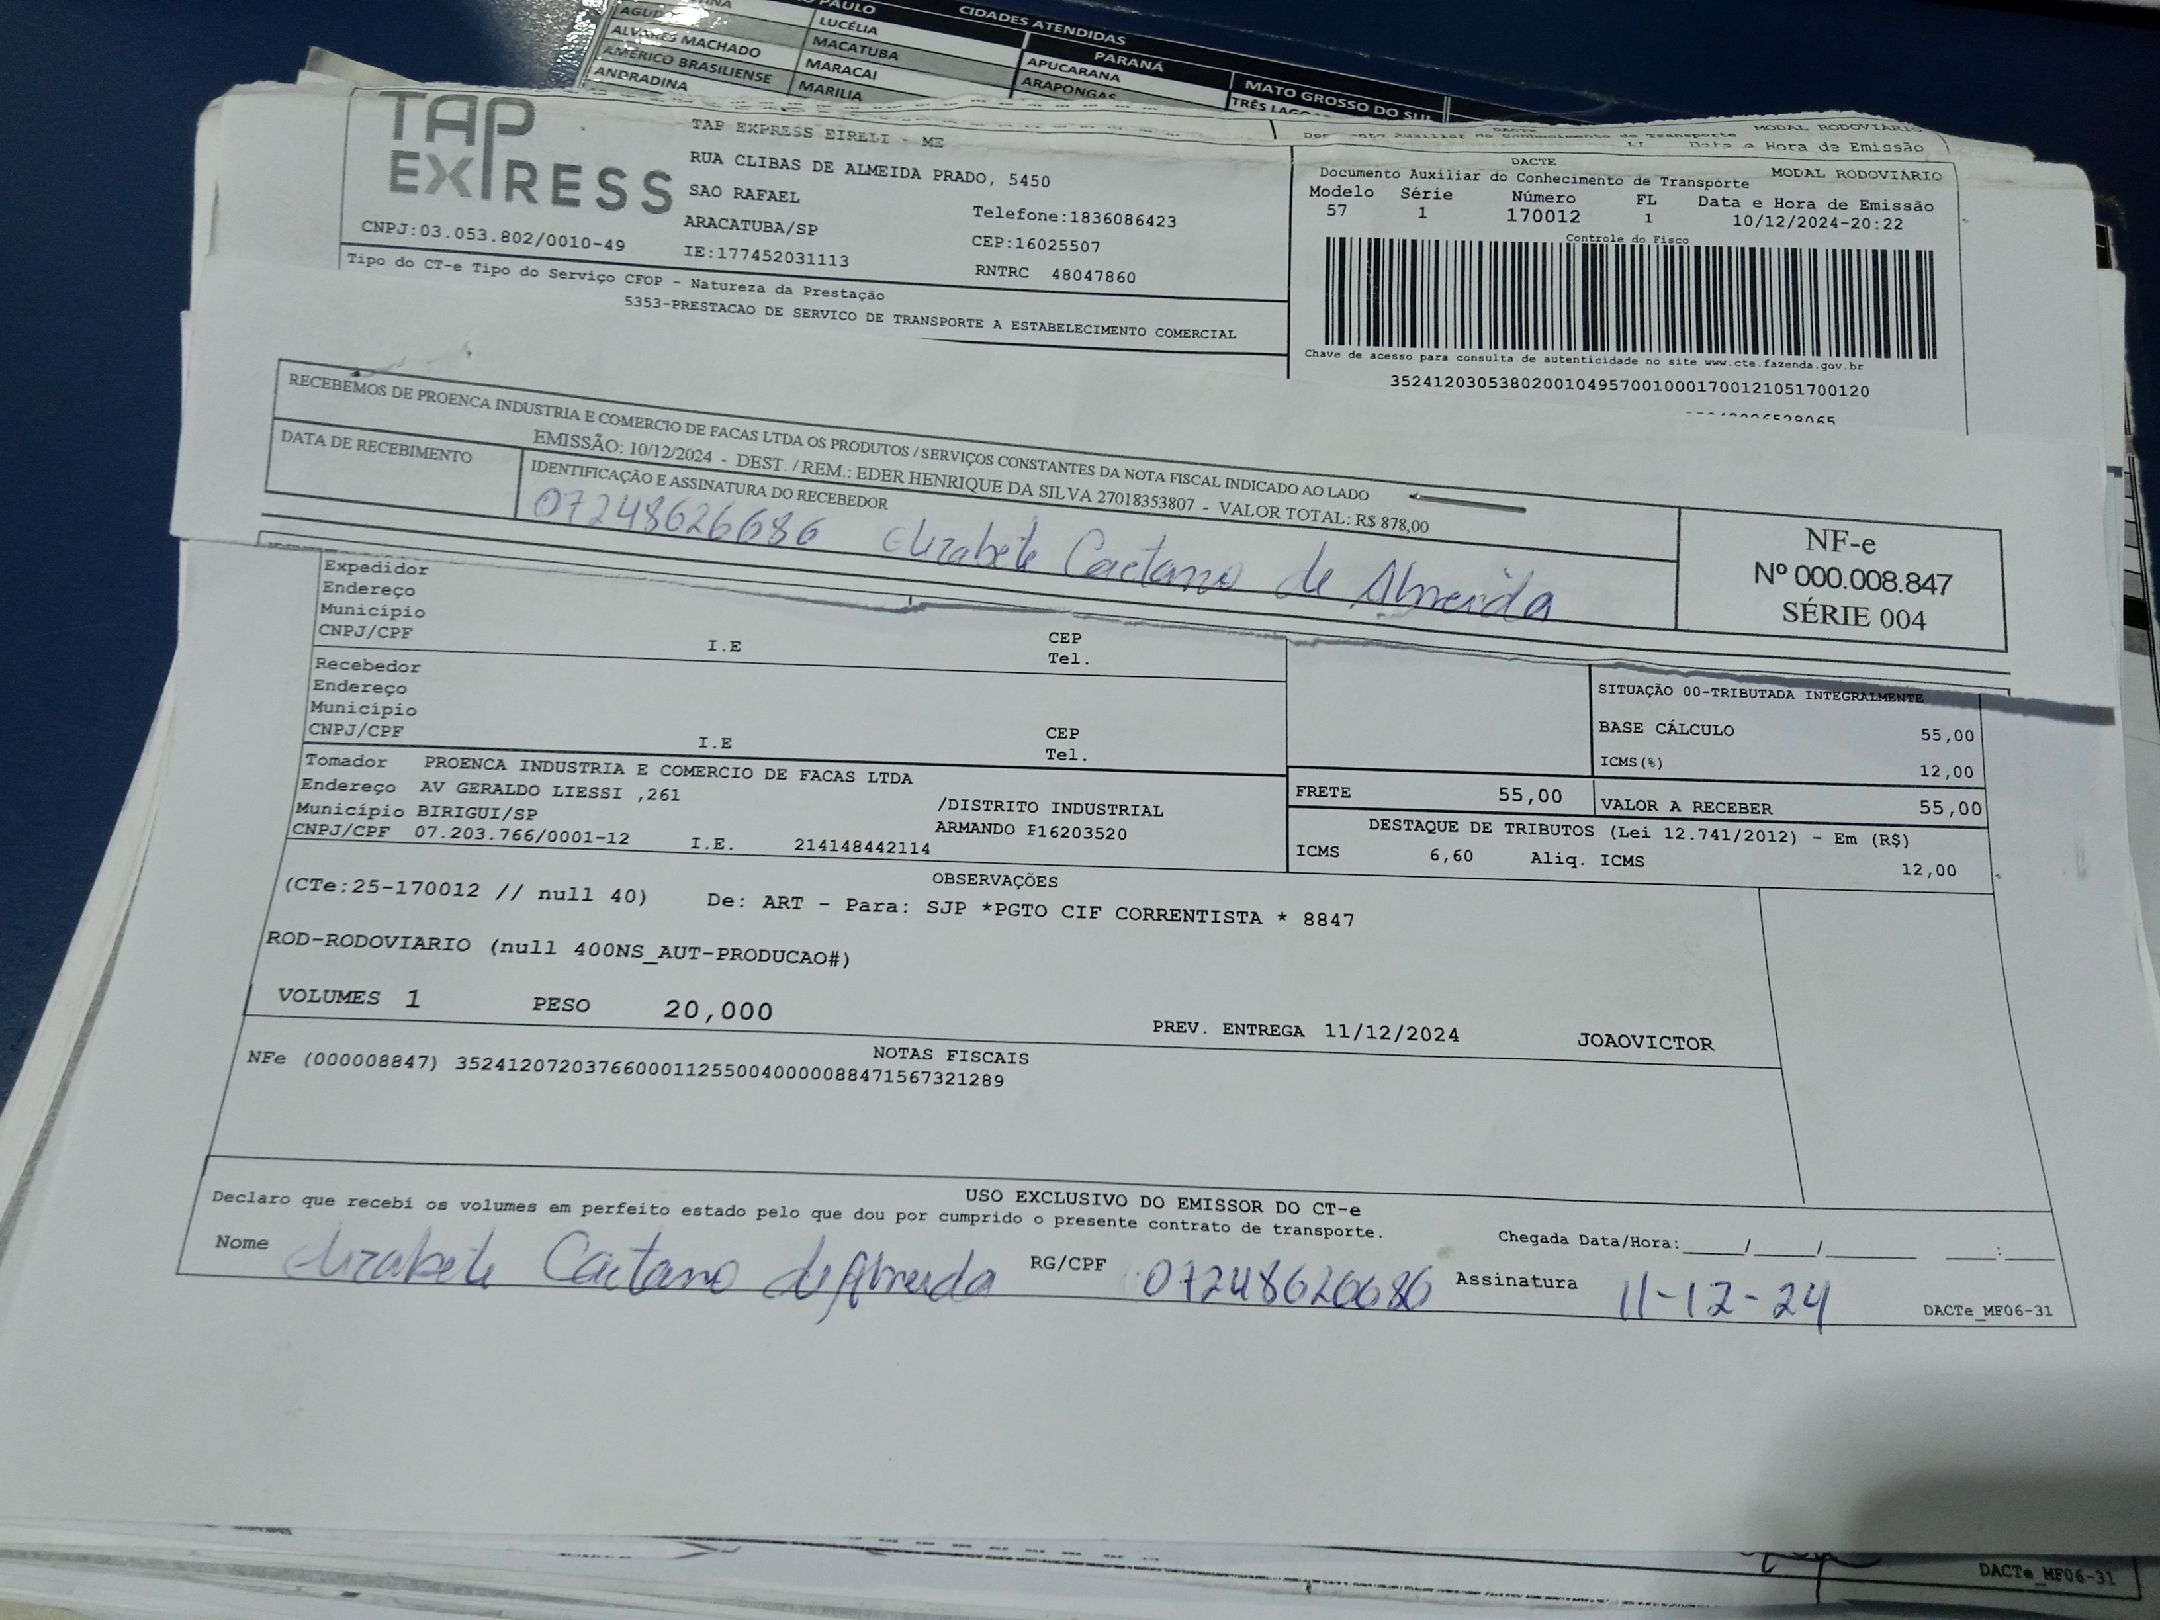 PAULO
CIDADES ATENDIDAS
LUCÉLIA
PARANÁ
ALVARES MACHADO
MACATUBA
APUCARANA
MATO GROSSO DO SUL
AMÉRICO BRASILIENSE
MARACAI
ARAPONGAS
ANDRADINA
MARILIA
TAP EXPRESS
TAP EXPRESS EIRELI - ME
RUA CLIBAS DE ALMEIDA PRADO, 5450
SAO RAFAEL
Telefone:1836086423
ARACATUBA/SP
CEP:16025507
CNPJ:03.053.802/0010-49
IE:177452031113
RNTRC 48047860
MODAL RODOVIÁRIO
Data e Hora de Emissão
DACTE
Documento Auxiliar do Conhecimento de Transporte
MODAL RODOVIÁRIO
Modelo Série Número FL Data e Hora de Emissão
57 1 170012 1 10/12/2024-20:22
Controle do Fisco
Chave de acesso para consulta de autenticidade no site www.cte.fazenda.gov.br
35241203053802001049570010001700121051700120
Tipo do CT-e Tipo do Serviço CFOP - Natureza da Prestação
5353-PRESTACAO DE SERVICO DE TRANSPORTE A ESTABELECIMENTO COMERCIAL
RECEBEMOS DE PROENCA INDUSTRIA E COMERCIO DE FACAS LTDA OS PRODUTOS / SERVIÇOS CONSTANTES DA NOTA FISCAL INDICADO AO LADO
EMISSÃO: 10/12/2024 - DEST. / REM.: EDER HENRIQUE DA SILVA 27018353807 - VALOR TOTAL: R$ 878,00
DATA DE RECEBIMENTO
IDENTIFICAÇÃO E ASSINATURA DO RECEBEDOR
07248626686 Elizabete Caetano de Almeida
NF-e
Nº 000.008.847
SÉRIE 004
Expedidor
Endereço
Município
CNPJ/CPF I.E CEP
Tel.
Recebedor
Endereço
Município
CNPJ/CPF I.E CEP
Tel.
SITUAÇÃO 00-TRIBUTADA INTEGRALMENTE
BASE CÁLCULO 55,00
ICMS(%) 12,00
Tomador PROENCA INDUSTRIA E COMERCIO DE FACAS LTDA
Endereço AV GERALDO LIESSI ,261 /DISTRITO INDUSTRIAL
Município BIRIGUI/SP ARMANDO P16203520
CNPJ/CPF 07.203.766/0001-12 I.E. 214148442114
FRETE 55,00 VALOR A RECEBER 55,00
DESTAQUE DE TRIBUTOS (Lei 12.741/2012) - Em (R$)
ICMS 6,60 Aliq. ICMS 12,00
OBSERVAÇÕES
(CTe:25-170012 // null 40) De: ART - Para: SJP *PGTO CIF CORRENTISTA * 8847
ROD-RODOVIARIO (null 400NS_AUT-PRODUCAO#)
VOLUMES 1 PESO 20,000 PREV. ENTREGA 11/12/2024 JOAOVICTOR
NOTAS FISCAIS
NFe (000008847) 35241207203766000112550040000088471567321289
USO EXCLUSIVO DO EMISSOR DO CT-e
Declaro que recebi os volumes em perfeito estado pelo que dou por cumprido o presente contrato de transporte.
Chegada Data/Hora:____/____/______ ___:___
Nome Elizabete Caetano de Almeida RG/CPF 07248626686 Assinatura 11-12-24
DACTe_MF06-31
DACTe_MF06-31